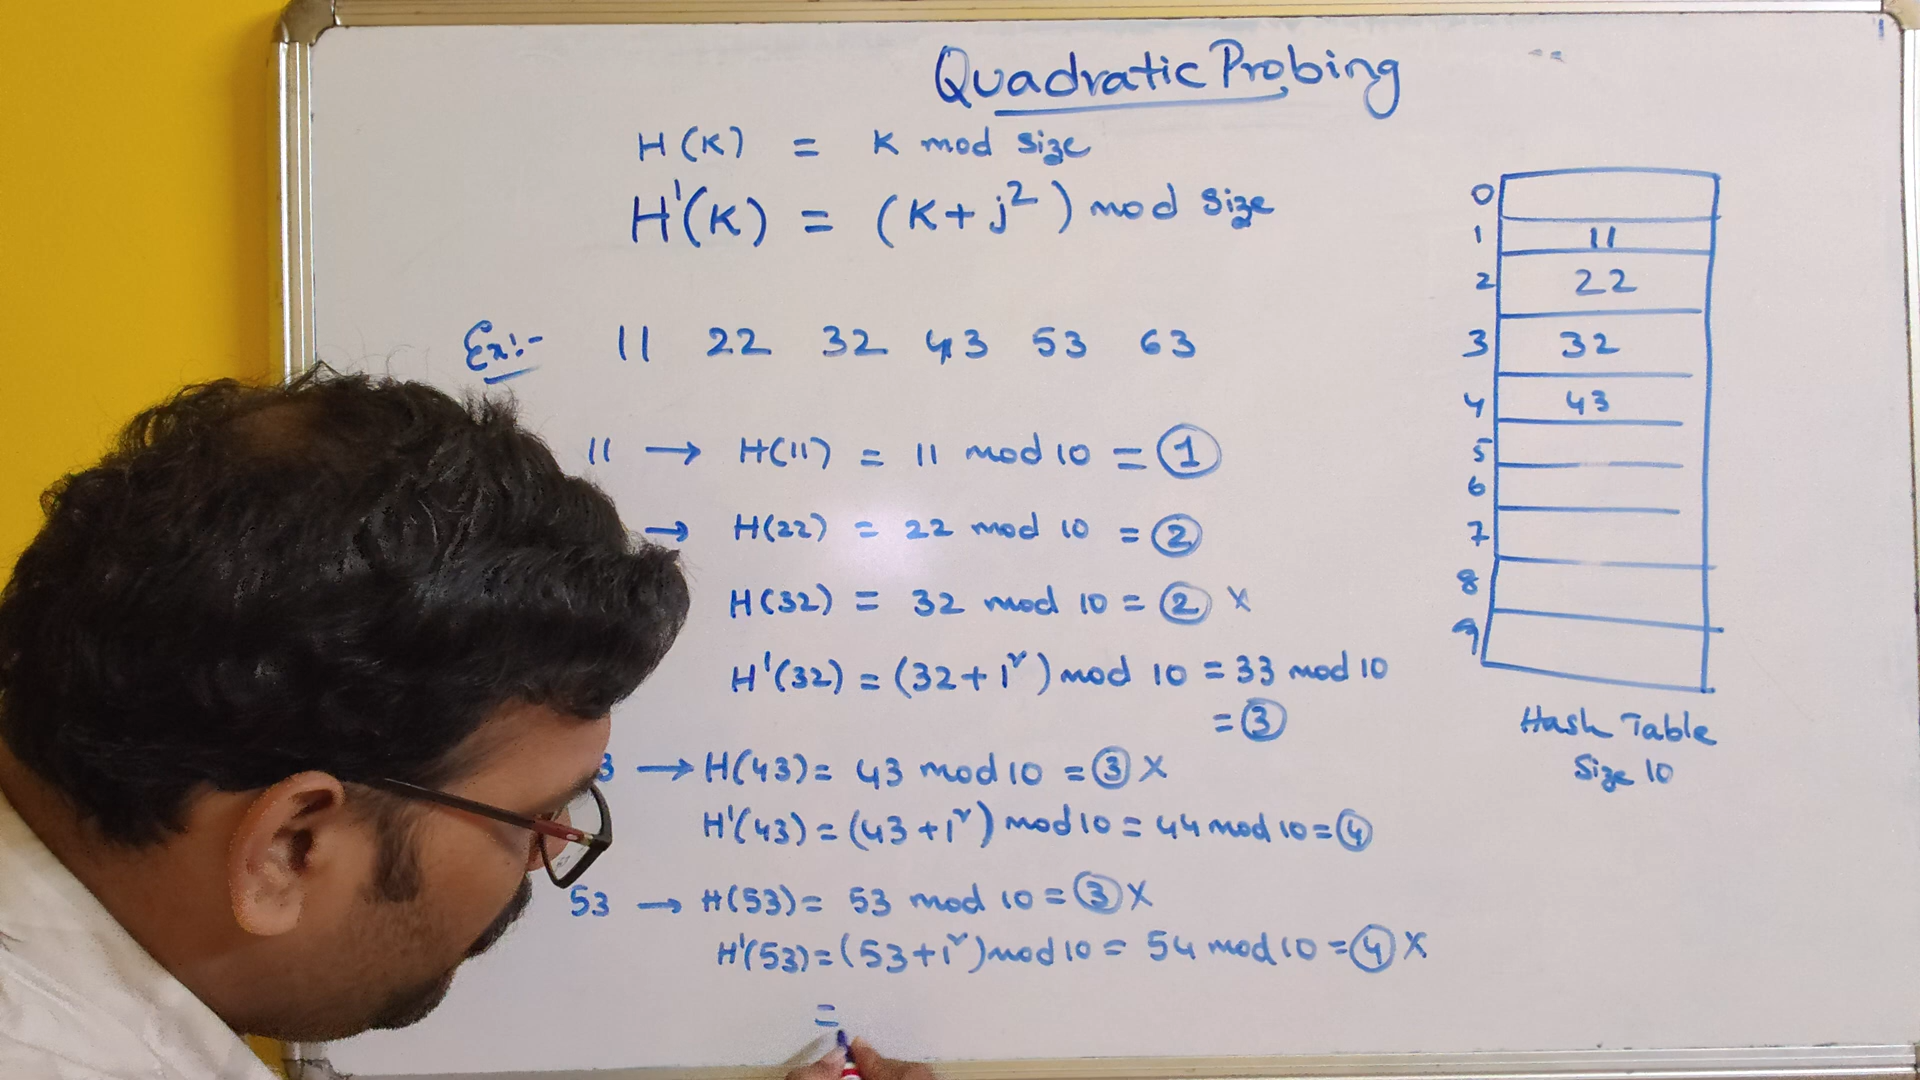 Quadratic Probing
H(K) = K mod Size
H'(K) = (K + j²) mod Size
Ex:- 11 22 32 43 53 63
11 → H(11) = 11 mod 10 = 1
→ H(22) = 22 mod 10 = 2
H(32) = 32 mod 10 = 2 x
H'(32) = (32 + 1²) mod 10 = 33 mod 10
= 3
3 → H(43) = 43 mod 10 = 3 x
H'(43) = (43 + 1²) mod 10 = 44 mod 10 = 4
53 → H(53) = 53 mod 10 = 3 x
H'(53) = (53 + 1²) mod 10 = 54 mod 10 = 4 x
=
0
1 11
2 22
3 32
4 43
5
6
7
8
9
Hash Table
Size 10